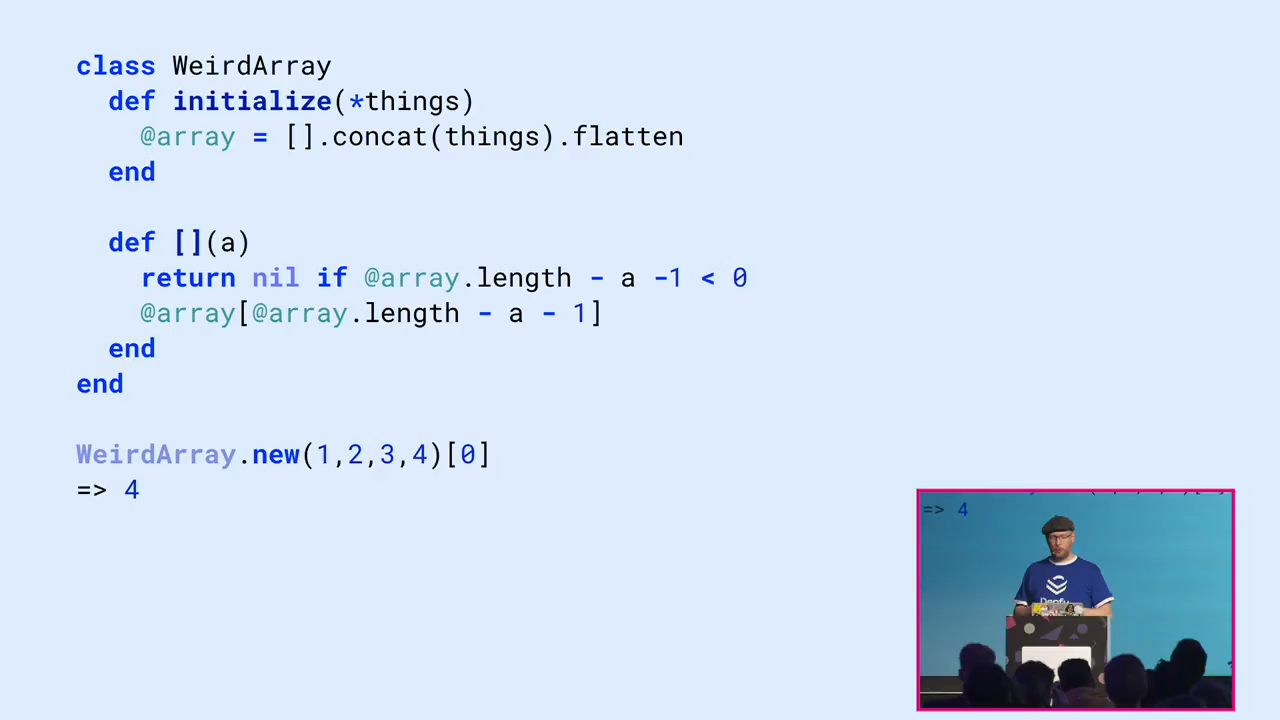 class WeirdArray
  def initialize(*things)
    @array = [].concat(things).flatten
  end

  def [](a)
    return nil if @array.length - a -1 < 0
    @array[@array.length - a - 1]
  end
end

WeirdArray.new(1,2,3,4)[0]
=> 4
=> 4